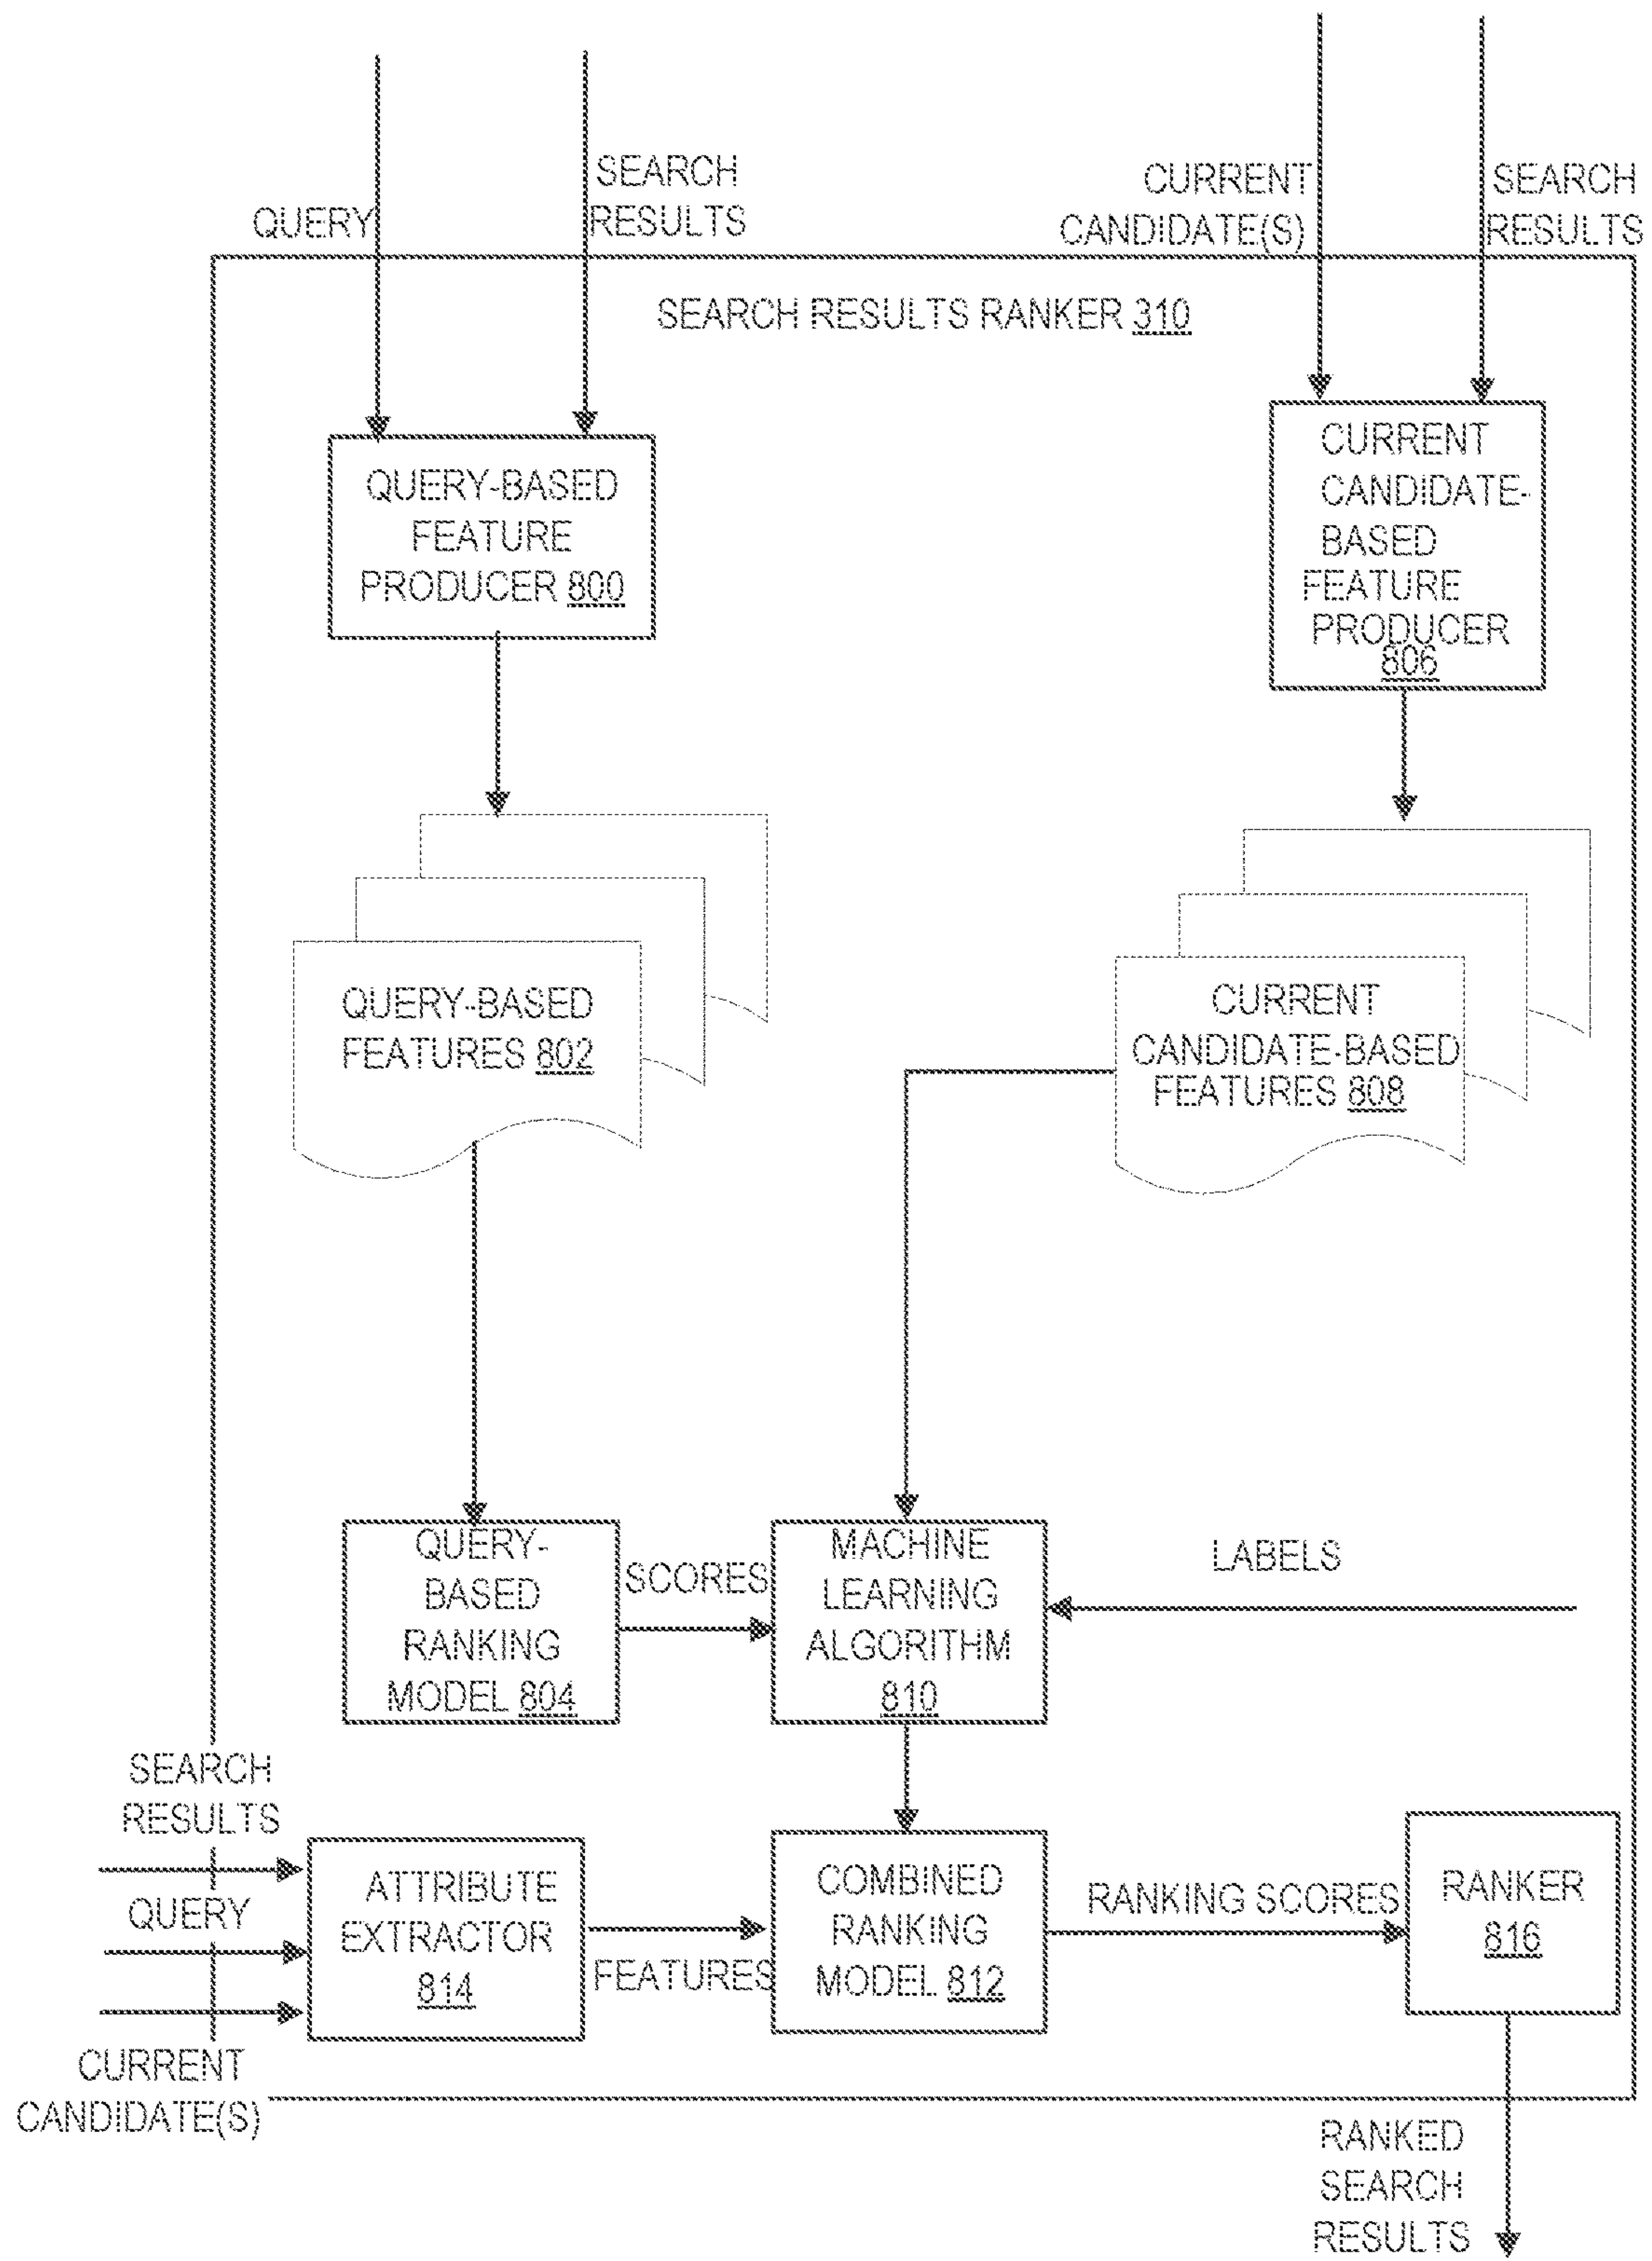 SEARCH
RESULTS
QUERY
CURRENT
CANDIDATE(S)
SEARCH
RESULTS
SEARCH RESULTS RANKER 310
QUERY-BASED
FEATURE
PRODUCER 800
CURRENT
CANDIDATE-
BASED
FEATURE
PRODUCER
806
QUERY-BASED
FEATURES 802
CURRENT
CANDIDATE-BASED
FEATURES 808
QUERY-
BASED
RANKING
MODEL 804
SCORES
MACHINE
LEARNING
ALGORITHM
810
LABELS
SEARCH
RESULTS
QUERY
CURRENT
CANDIDATE(S)
ATTRIBUTE
EXTRACTOR
814
FEATURES
COMBINED
RANKING
MODEL 812
RANKING SCORES
RANKER
816
RANKED
SEARCH
RESULTS